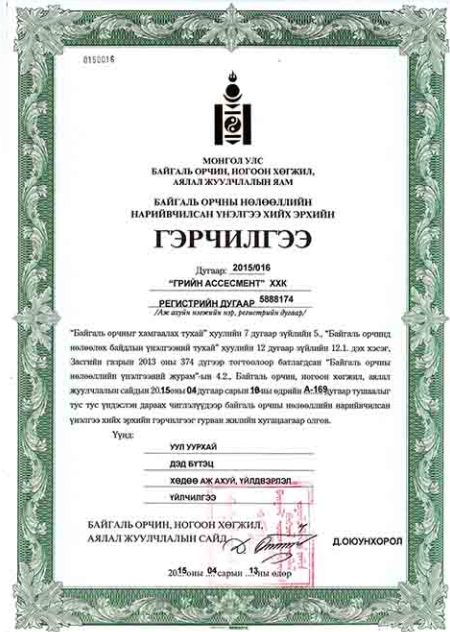 0150016
МОНГОЛ УЛС
БАЙГАЛЬ ОРЧИН, НОГООН ХӨГЖИЛ,
АЯЛАЛ ЖУУЛЧЛАЛЫН ЯАМ
БАЙГАЛЬ ОРЧНЫ НӨЛӨӨЛЛИЙН
НАРИЙВЧИЛСАН ҮНЭЛГЭЭ ХИЙХ ЭРХИЙН
ГЭРЧИЛГЭЭ
Дугаар: 2015/016
"ГРИЙН АССЕСМЕНТ" ХХК
РЕГИСТРИЙН ДУГААР 5888174
/Аж ахуйн нэгжийн нэр, регистрийн дугаар/
"Байгаль орчныг хамгаалах тухай" хуулийн 7 дугаар зүйлийн 5., "Байгаль орчинд
нөлөөлөх байдлын үнэлгээний тухай" хуулийн 12 дугаар зүйлийн 12.1. дэх хэсэг,
Засгийн газрын 2013 оны 374 дүгээр тогтоолоор батлагдсан "Байгаль орчны
нөлөөллийн үнэлгээний журам"-ын 4.2., Байгаль орчин, ногоон хөгжил, аялал
жуулчлалын сайдын 2015 оны 04 дугаар сарын 10-ны өдрийн А-169 дугаар тушаалыг
тус тус үндэслэн дараах чиглэлүүдээр байгаль орчны нөлөөллийн нарийвчилсан
үнэлгээ хийх эрхийн гэрчилгээг гурван жилийн хугацаагаар олгов.
Үүнд:
УУЛ УУРХАЙ
ДЭД БҮТЭЦ
ХӨДӨӨ АЖ АХУЙ, ҮЙЛДВЭРЛЭЛ
ҮЙЛЧИЛГЭЭ
БАЙГАЛЬ ОРЧИН, НОГООН ХӨГЖИЛ,
АЯЛАЛ ЖУУЛЧЛАЛЫН САЙД Д.ОЮУНХОРОЛ
2015 оны 04 сарын 13ны өдөр